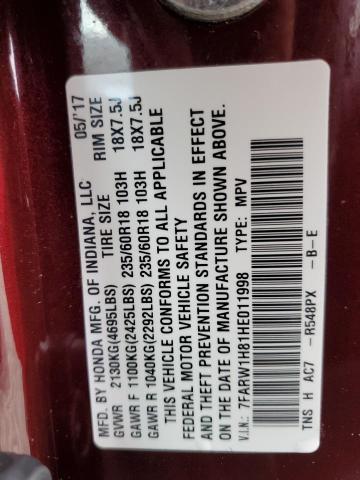 MFD. BY HONDA MFG. OF INDIANA, LLC 05/'17
TIRE SIZE RIM SIZE
GVWR 2130KG(4695LBS)
GAWR F 1100KG(2425LBS) 235/60R18 103H 18X7.5J
GAWR R 1040KG(2292LBS) 235/60R18 103H 18X7.5J
THIS VEHICLE CONFORMS TO ALL APPLICABLE
FEDERAL MOTOR VEHICLE SAFETY
AND THEFT PREVENTION STANDARDS IN EFFECT
ON THE DATE OF MANUFACTURE SHOWN ABOVE.
V.I.N.: 7FARW1H81HE011998 TYPE: MPV
TNS H AC7 -R548PX -B-E